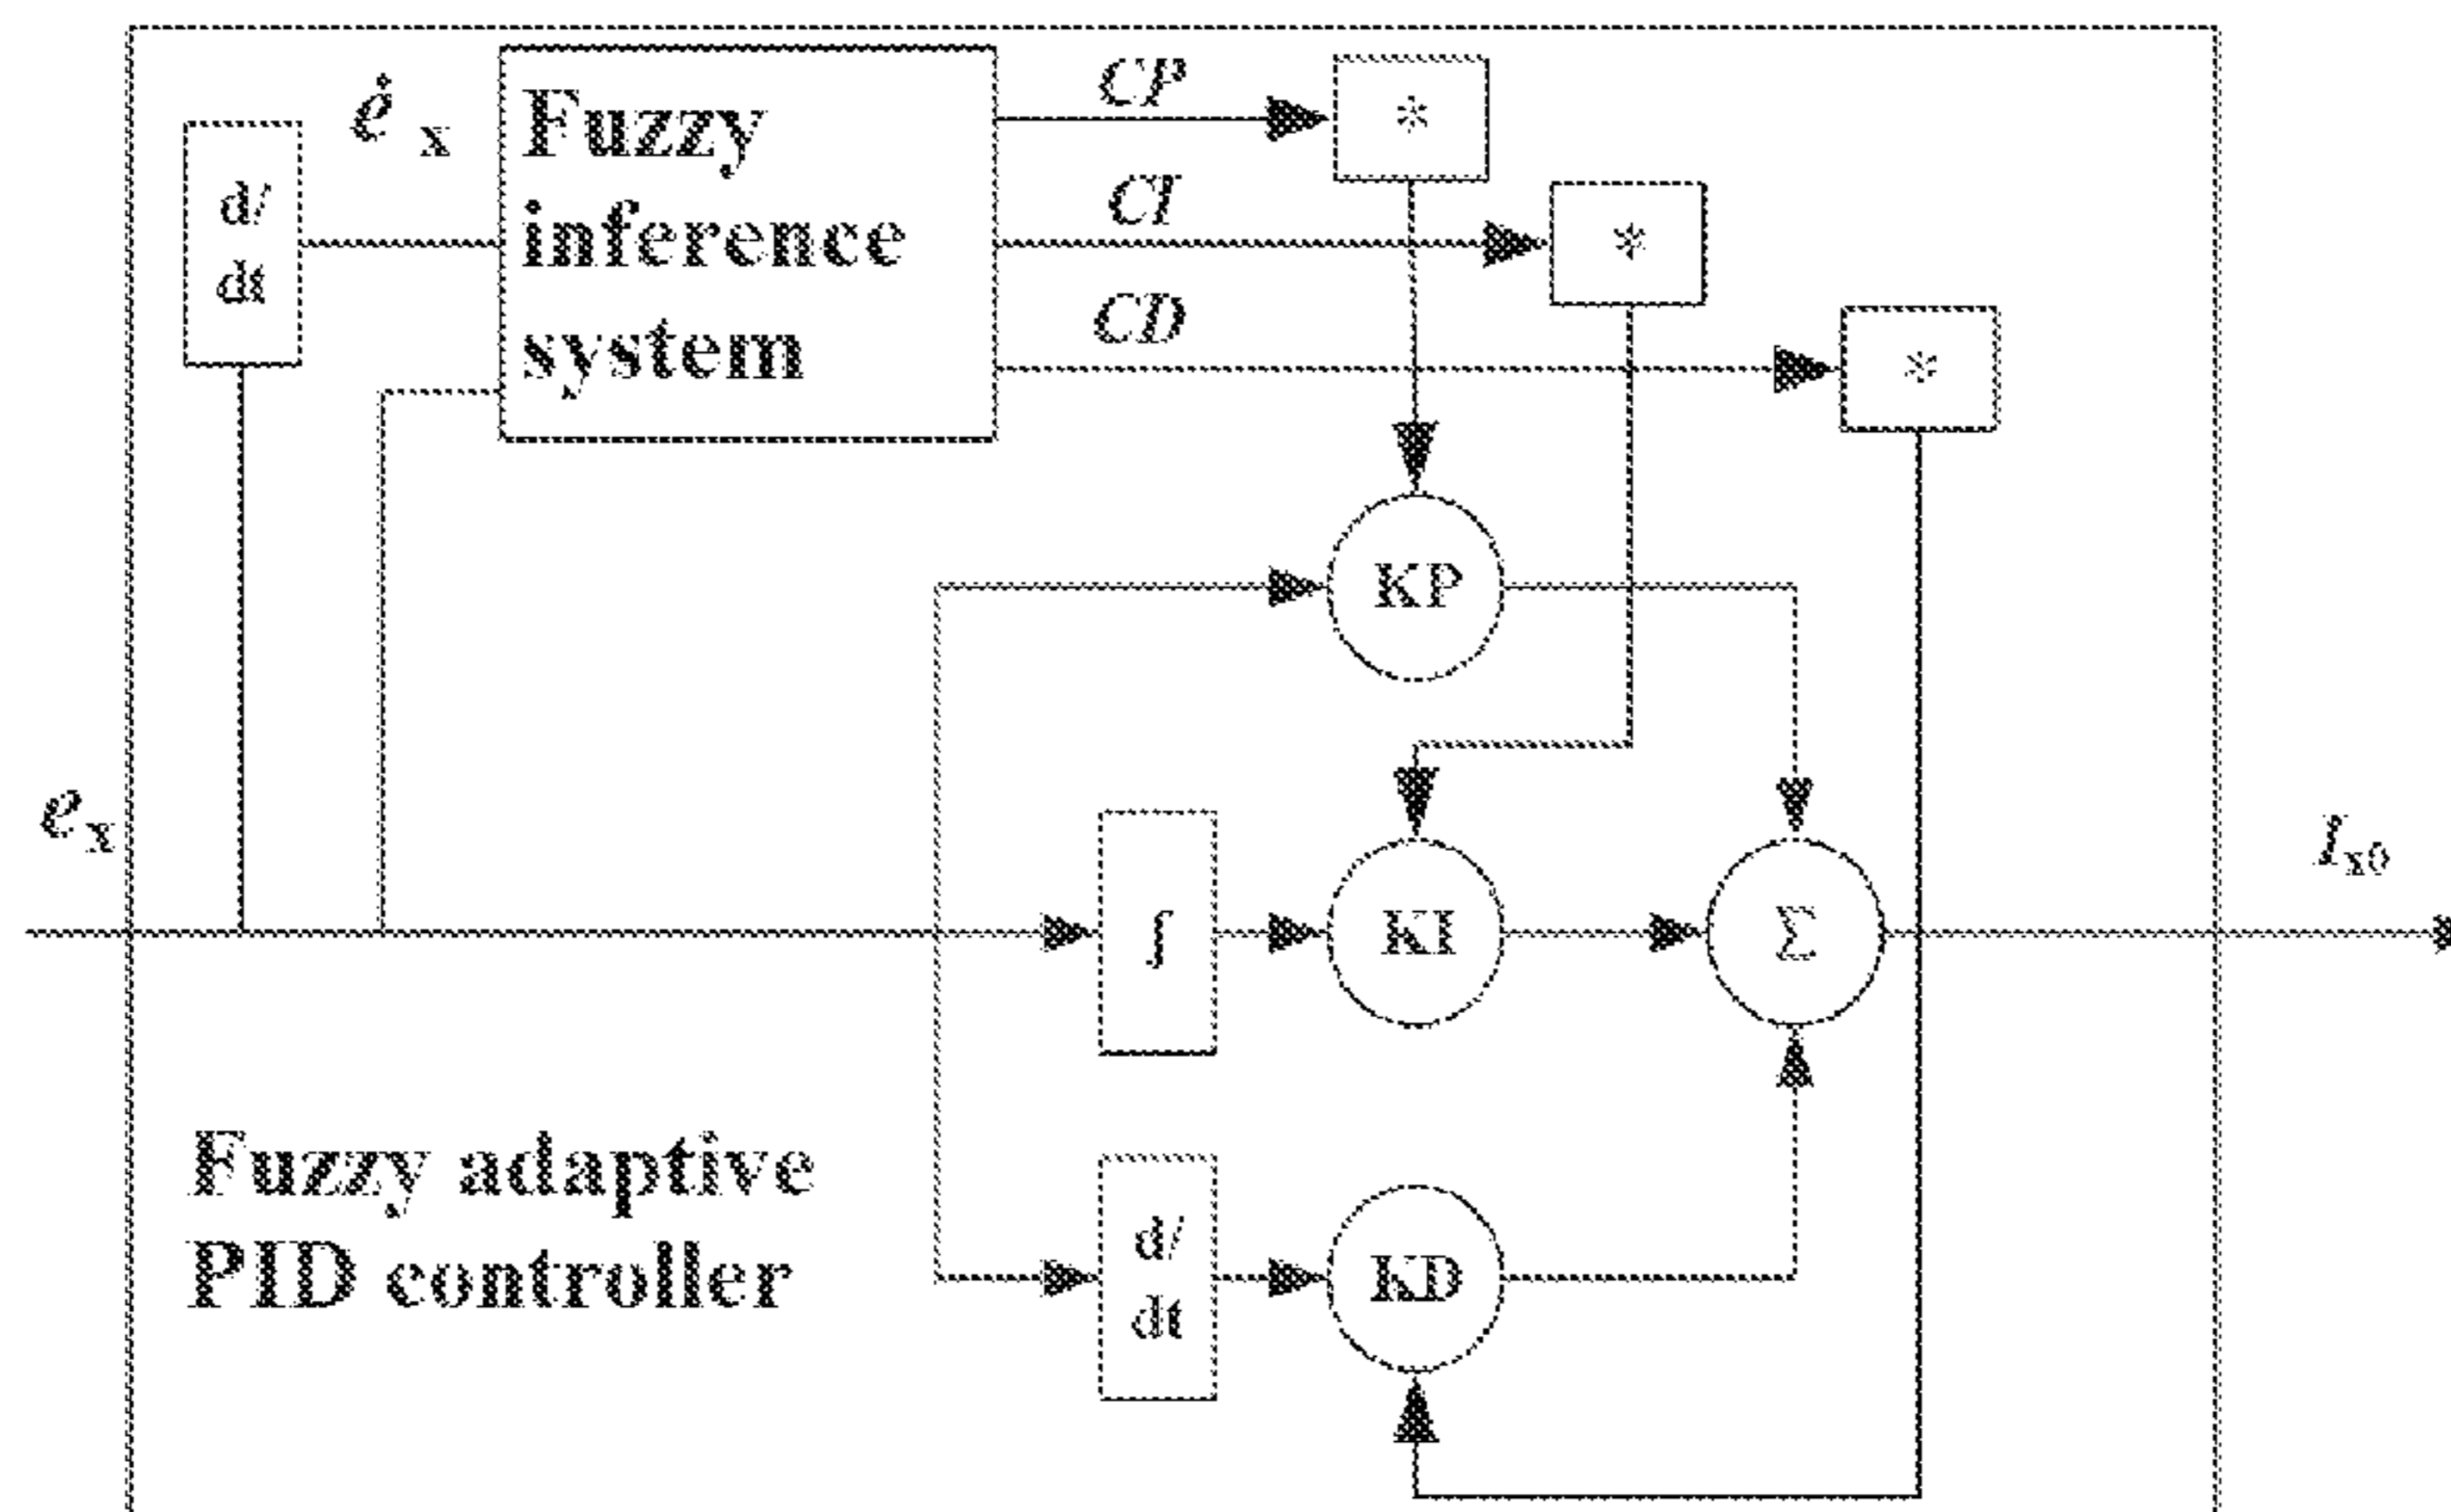 ė x
d/
dt
Fuzzy
inference
system
CP
*
CI
*
CD
*
KP
e x
∫
KI
Σ
I x0
Fuzzy adaptive
PID controller
d/
dt
KD